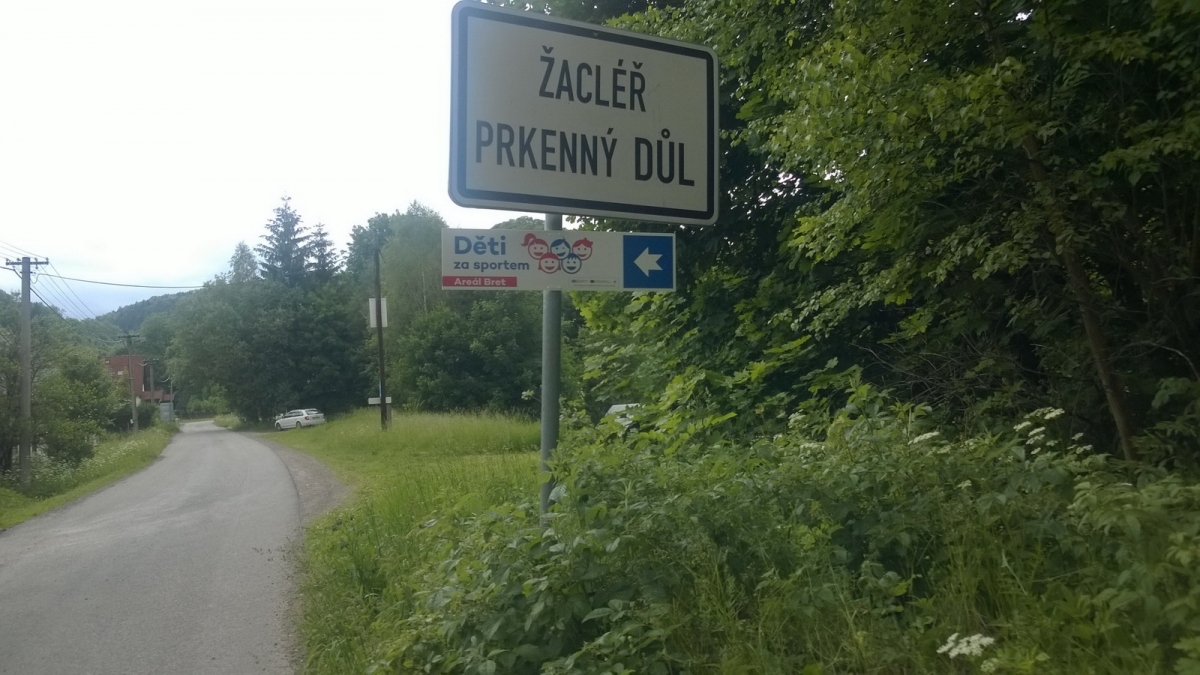 ŽACLÉŘ
PRKENNÝ DŮL
Děti
za sportem
Areál Bret